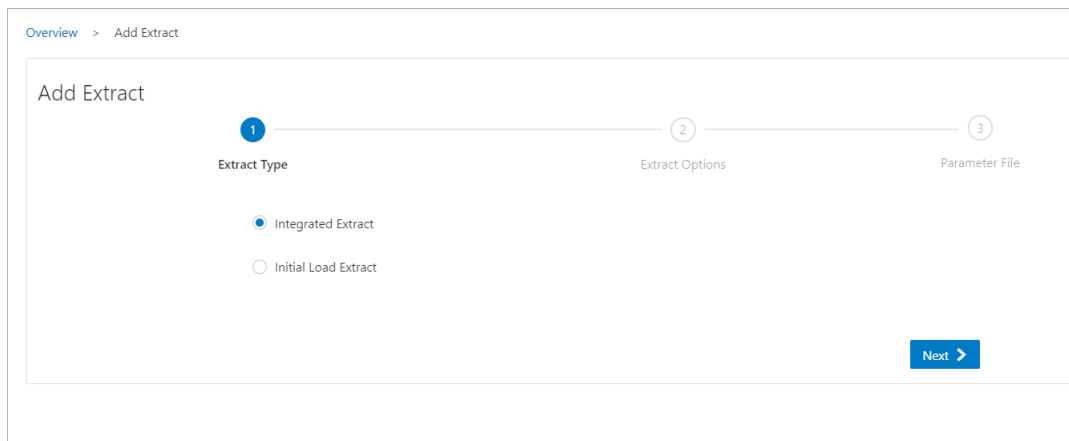 Overview > Add Extract
Add Extract
1 2 3
Extract Type Extract Options Parameter File
Integrated Extract
Initial Load Extract
Next